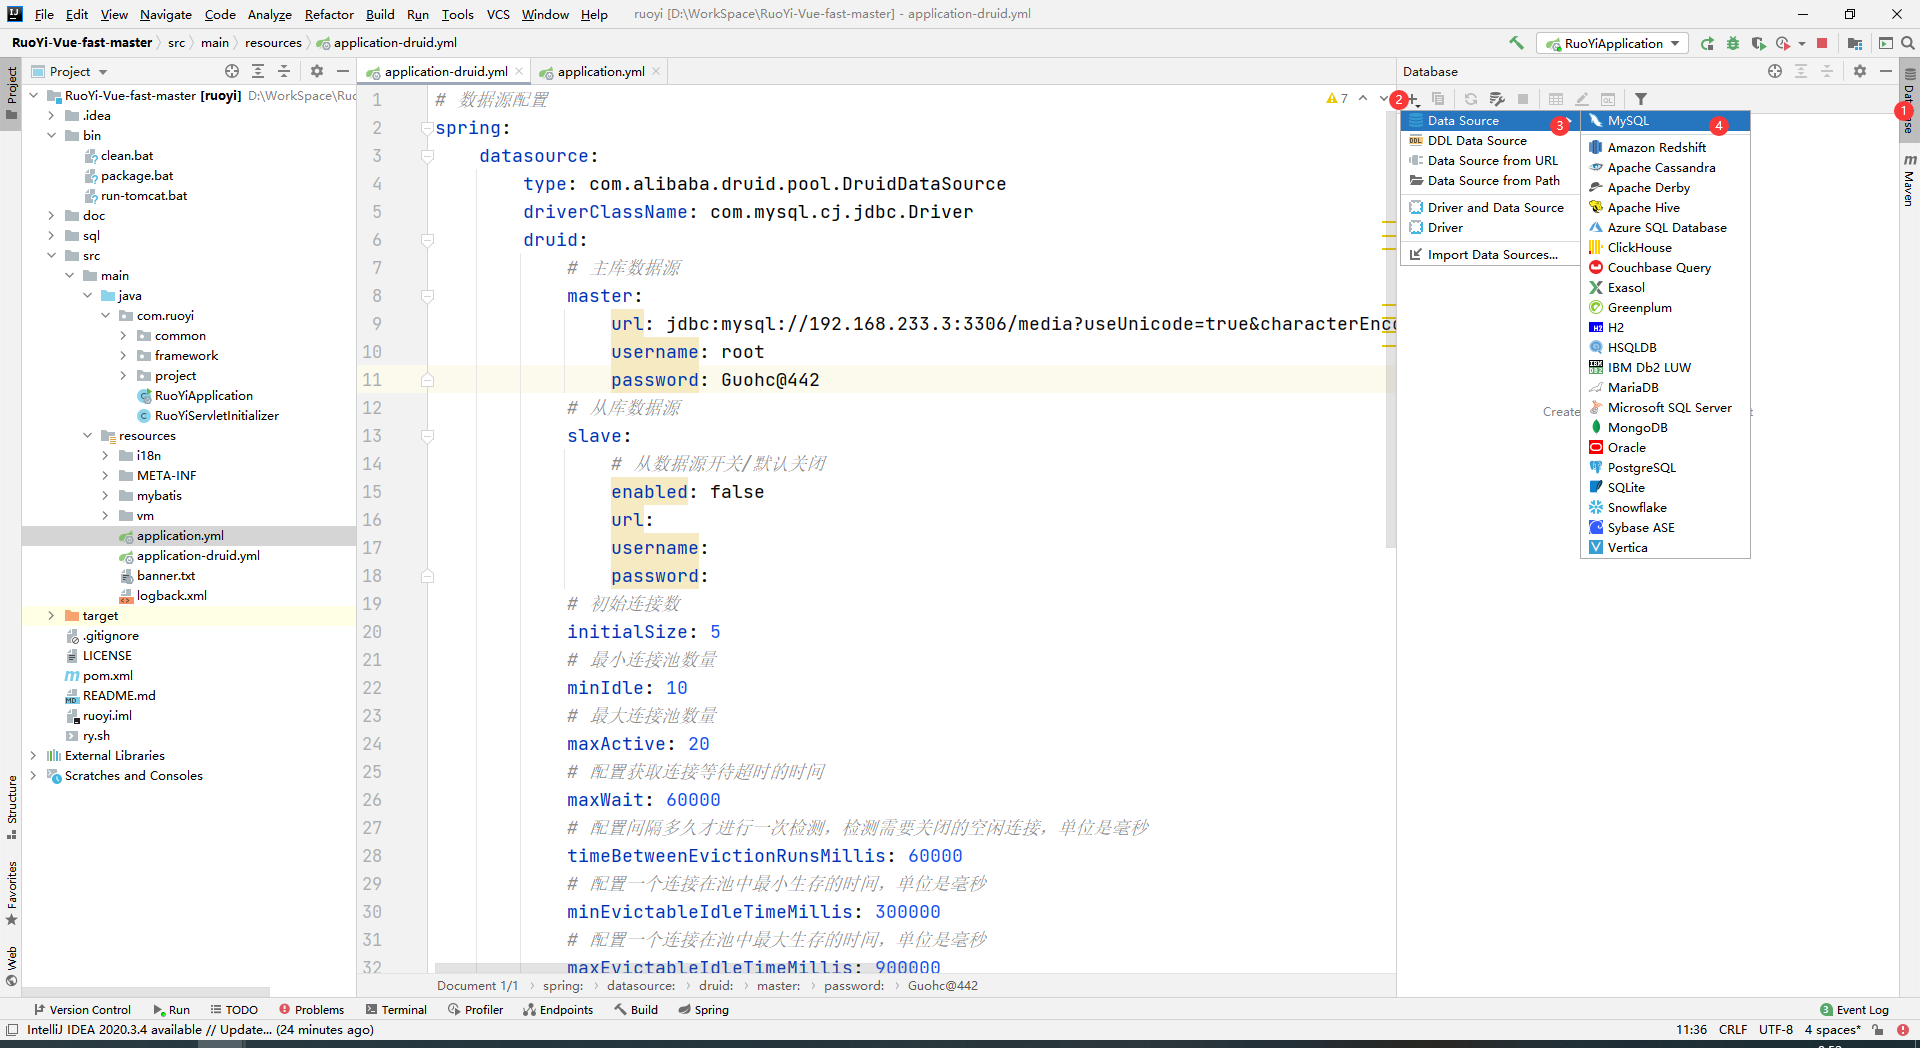 File Edit View Navigate Code Analyze Refactor Build Run Tools VCS Window Help ruoyi [D:\WorkSpace\RuoYi-Vue-fast-master] - application-druid.yml
RuoYi-Vue-fast-master src main resources application-druid.yml
RuoYiApplication
Project
application-druid.yml
application.yml
Database
Project
RuoYi-Vue-fast-master [ruoyi] D:\WorkSpace\Ruo
.idea
bin
clean.bat
package.bat
run-tomcat.bat
doc
sql
src
main
java
com.ruoyi
common
framework
project
RuoYiApplication
RuoYiServletInitializer
resources
i18n
META-INF
mybatis
vm
application.yml
application-druid.yml
banner.txt
logback.xml
target
.gitignore
LICENSE
pom.xml
README.md
ruoyi.iml
ry.sh
External Libraries
Scratches and Consoles
Structure
Favorites
Web
7
1 # 数据源配置
2 spring:
3 datasource:
4 type: com.alibaba.druid.pool.DruidDataSource
5 driverClassName: com.mysql.cj.jdbc.Driver
6 druid:
7 # 主库数据源
8 master:
9 url: jdbc:mysql://192.168.233.3:3306/media?useUnicode=true&characterEnco
10 username: root
11 password: Guohc@442
12 # 从库数据源
13 slave:
14 # 从数据源开关/默认关闭
15 enabled: false
16 url:
17 username:
18 password:
19 # 初始连接数
20 initialSize: 5
21 # 最小连接池数量
22 minIdle: 10
23 # 最大连接池数量
24 maxActive: 20
25 # 配置获取连接等待超时的时间
26 maxWait: 60000
27 # 配置间隔多久才进行一次检测，检测需要关闭的空闲连接，单位是毫秒
28 timeBetweenEvictionRunsMillis: 60000
29 # 配置一个连接在池中最小生存的时间，单位是毫秒
30 minEvictableIdleTimeMillis: 300000
31 # 配置一个连接在池中最大生存的时间，单位是毫秒
32 maxEvictableIdleTimeMillis: 900000
Document 1/1 spring: datasource: druid: master: password: Guohc@442
2
Data Source 3
DDL Data Source
Data Source from URL
Data Source from Path
Driver and Data Source
Driver
Import Data Sources...
MySQL 4
Amazon Redshift
Apache Cassandra
Apache Derby
Apache Hive
Azure SQL Database
ClickHouse
Couchbase Query
Exasol
Greenplum
H2
HSQLDB
IBM Db2 LUW
MariaDB
Microsoft SQL Server
MongoDB
Oracle
PostgreSQL
SQLite
Snowflake
Sybase ASE
Vertica
Create
1
Maven
Version Control Run TODO Problems Terminal Profiler Endpoints Build Spring 3 Event Log
IntelliJ IDEA 2020.3.4 available // Update... (24 minutes ago) 11:36 CRLF UTF-8 4 spaces*